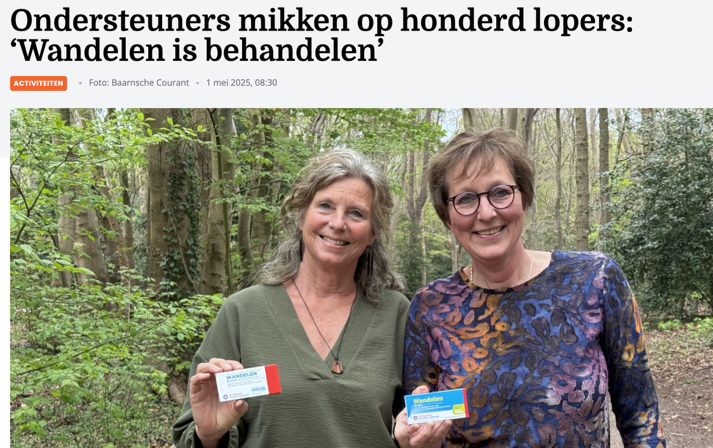 Ondersteuners mikken op honderd lopers:
‘Wandelen is behandelen’
ACTIVITEITEN • Foto: Baarnsche Courant • 1 mei 2025, 08:30
WANDELEN
Wandelen